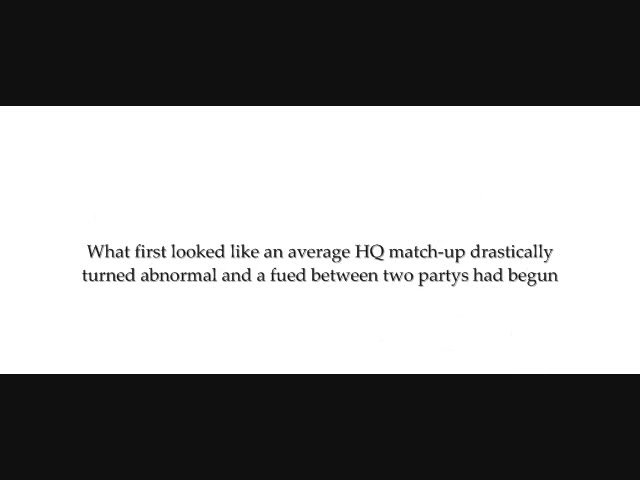 What first looked like an average HQ match-up drastically
turned abnormal and a fued between two partys had begun